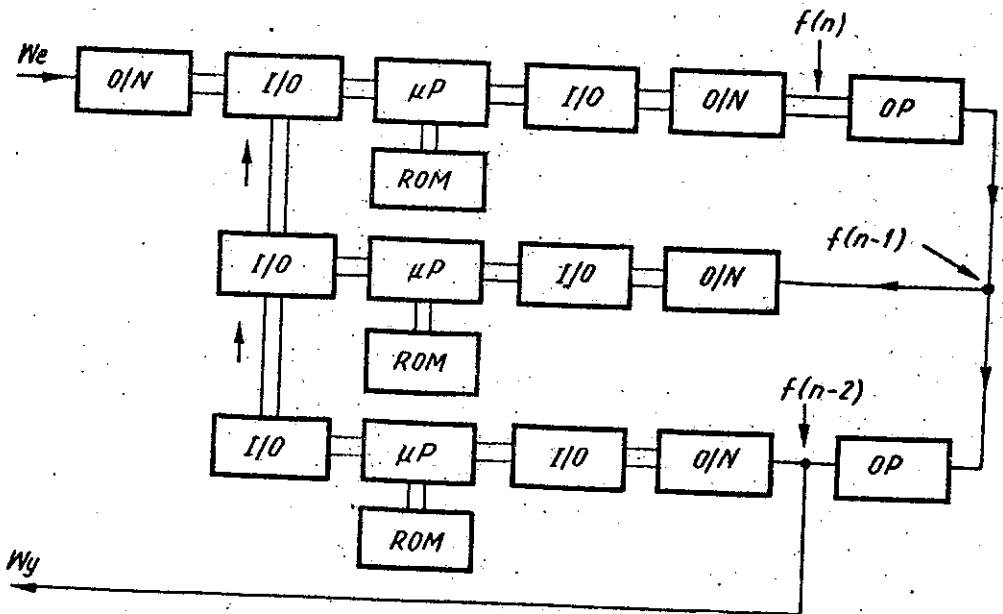 We
O/N
I/O
μP
I/O
O/N
f(n)
OP
ROM
I/O
μP
I/O
O/N
f(n-1)
ROM
I/O
μP
I/O
O/N
f(n-2)
OP
ROM
Wy